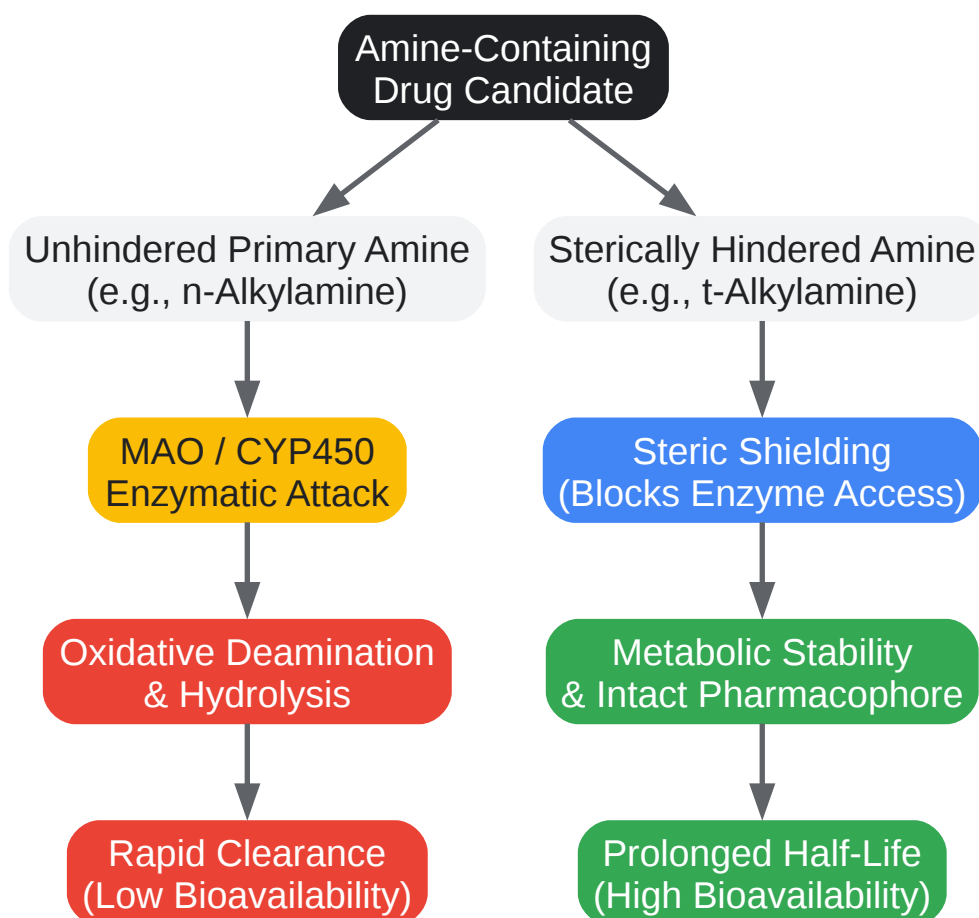 Amine-Containing
Drug Candidate
Unhindered Primary Amine
(e.g., n-Alkylamine)
Sterically Hindered Amine
(e.g., t-Alkylamine)
MAO / CYP450
Enzymatic Attack
Steric Shielding
(Blocks Enzyme Access)
Oxidative Deamination
& Hydrolysis
Metabolic Stability
& Intact Pharmacophore
Rapid Clearance
(Low Bioavailability)
Prolonged Half-Life
(High Bioavailability)